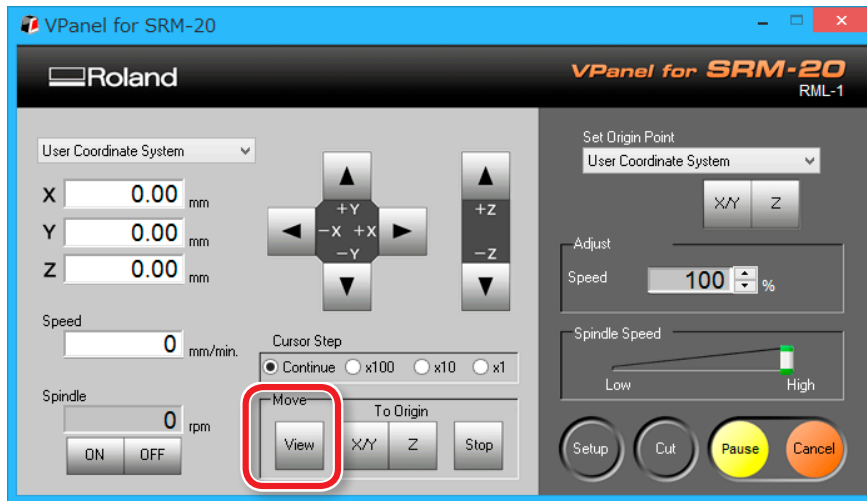 VPanel for SRM-20
Roland
VPanel for SRM-20
RML-1
User Coordinate System
X 0.00 mm
Y 0.00 mm
Z 0.00 mm
Speed
0 mm/min.
Spindle
0 rpm
ON OFF
+Y
-X +X
-Y
+Z
-Z
Cursor Step
Continue x100 x10 x1
Move
To Origin
View X/Y Z Stop
Set Origin Point
User Coordinate System
X/Y Z
Adjust
Speed 100 %
Spindle Speed
Low High
Setup Cut Pause Cancel